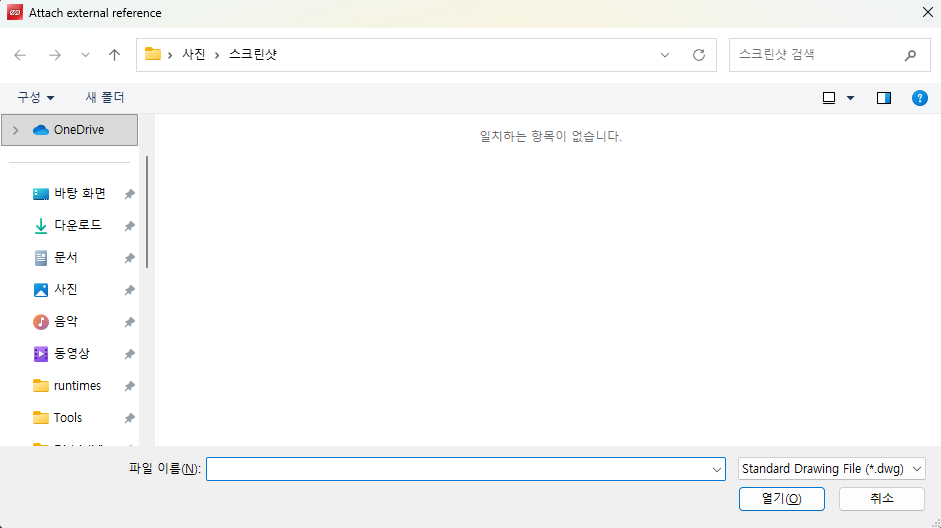 Attach external reference
사진 > 스크린샷
스크린샷 검색
구성
새 폴더
OneDrive
일치하는 항목이 없습니다.
바탕 화면
다운로드
문서
사진
음악
동영상
runtimes
Tools
파일 이름(N):
Standard Drawing File (*.dwg)
열기(O)
취소